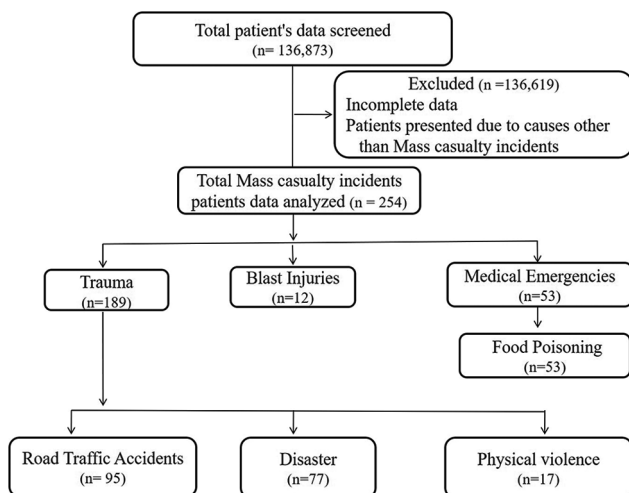 Total patient's data screened
(n= 136,873)
Excluded (n =136,619)
Incomplete data
Patients presented due to causes other
than Mass casualty incidents
Total Mass casualty incidents
patients data analyzed (n = 254)
Trauma
(n=189)
Blast Injuries
(n=12)
Medical Emergencies
(n=53)
Food Poisoning
(n=53)
Road Traffic Accidents
(n= 95)
Disaster
(n=77)
Physical violence
(n=17)